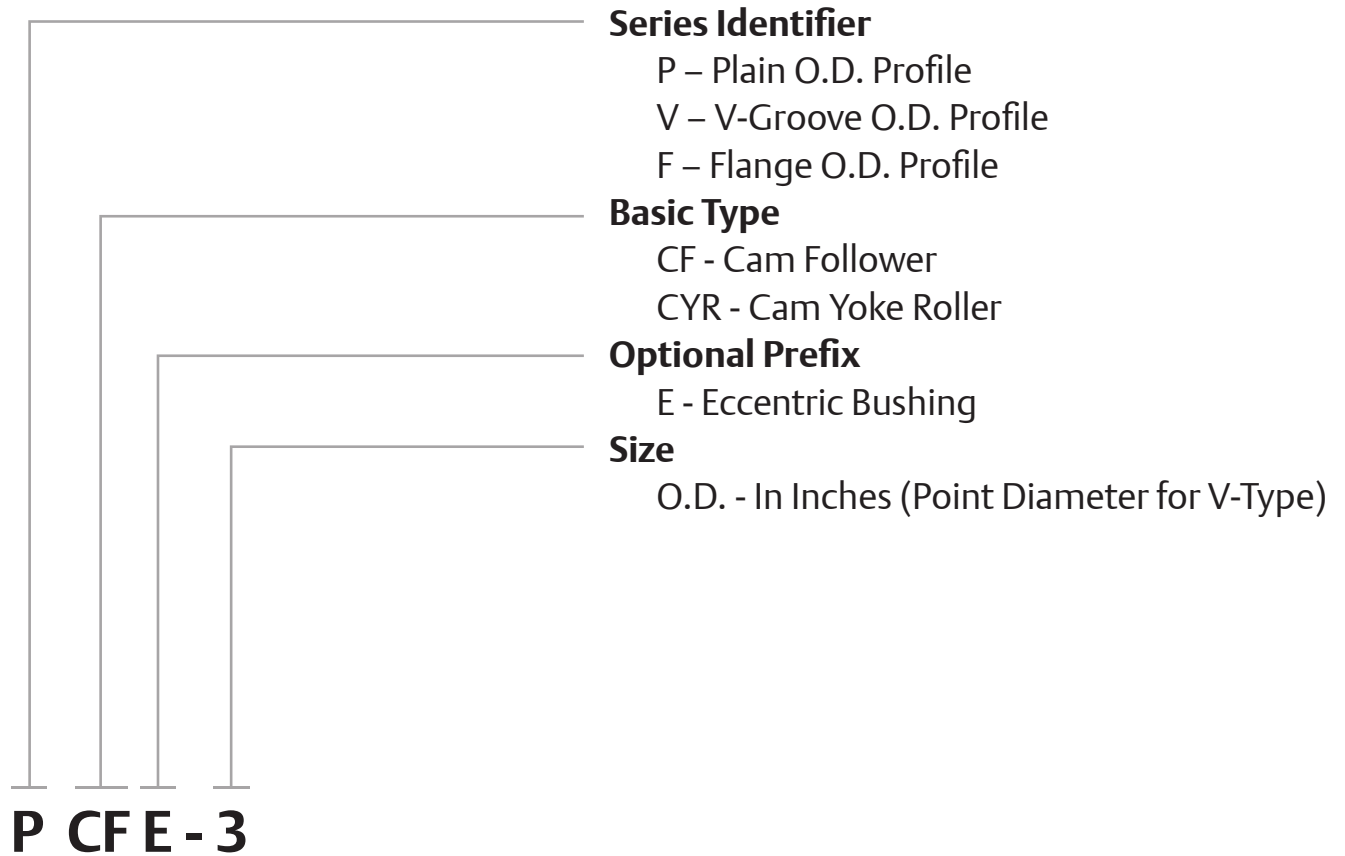 Series Identifier
P – Plain O.D. Profile
V – V-Groove O.D. Profile
F – Flange O.D. Profile
Basic Type
CF - Cam Follower
CYR - Cam Yoke Roller
Optional Prefix
E - Eccentric Bushing
Size
O.D. - In Inches (Point Diameter for V-Type)
P CF E - 3